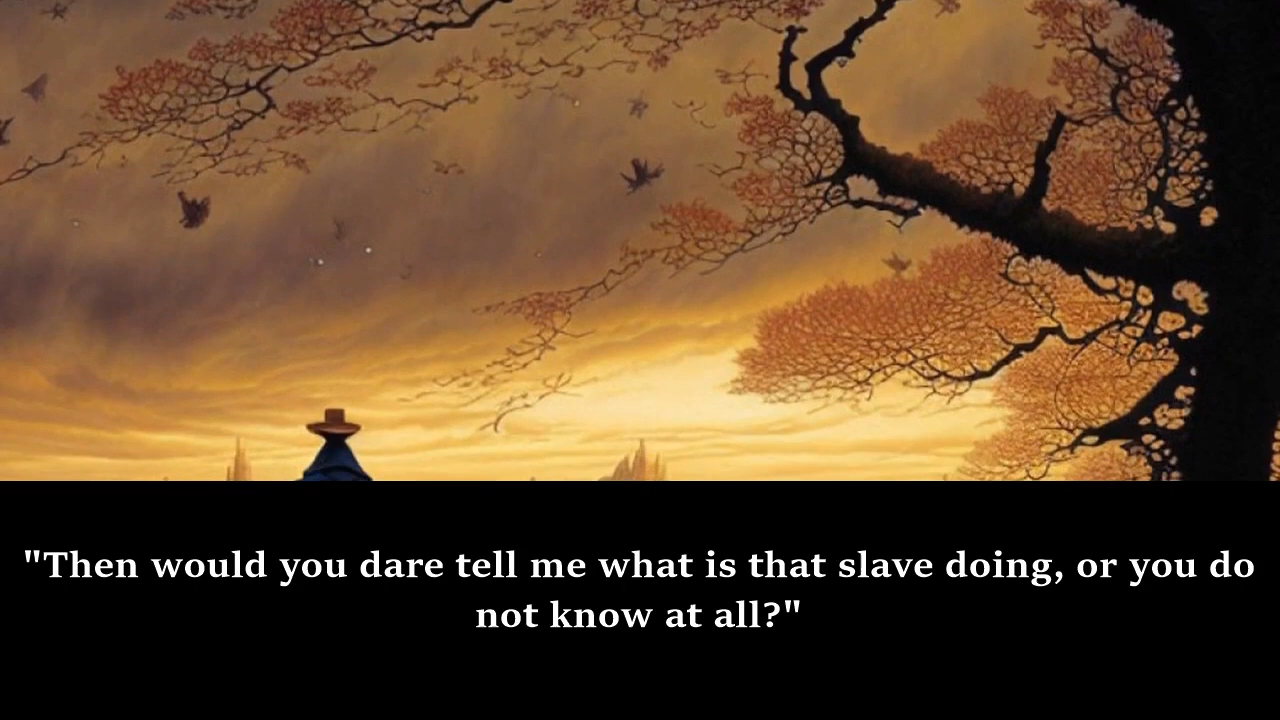 "Then would you dare tell me what is that slave doing, or you do
not know at all?"